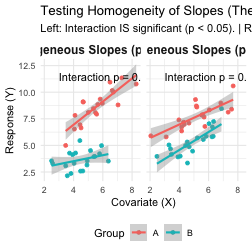 Testing Homogeneity of Slopes (The
Left: Interaction IS significant (p < 0.05). | R
geneous Slopes (p
eneous Slopes (p
Interaction p = 0.
Interaction p = 0.
12.5
10.0
7.5
5.0
2.5
Response (Y)
2 4 6 8 2 4 6 8
Covariate (X)
Group A B